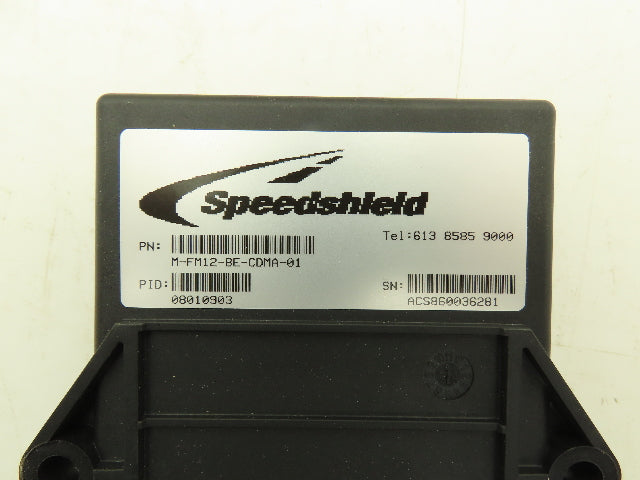 Speedshield
Tel:613 8585 9000
PN:
M-FM12-BE-CDMA-01
PID:
08010903
SN:
ACS860036281